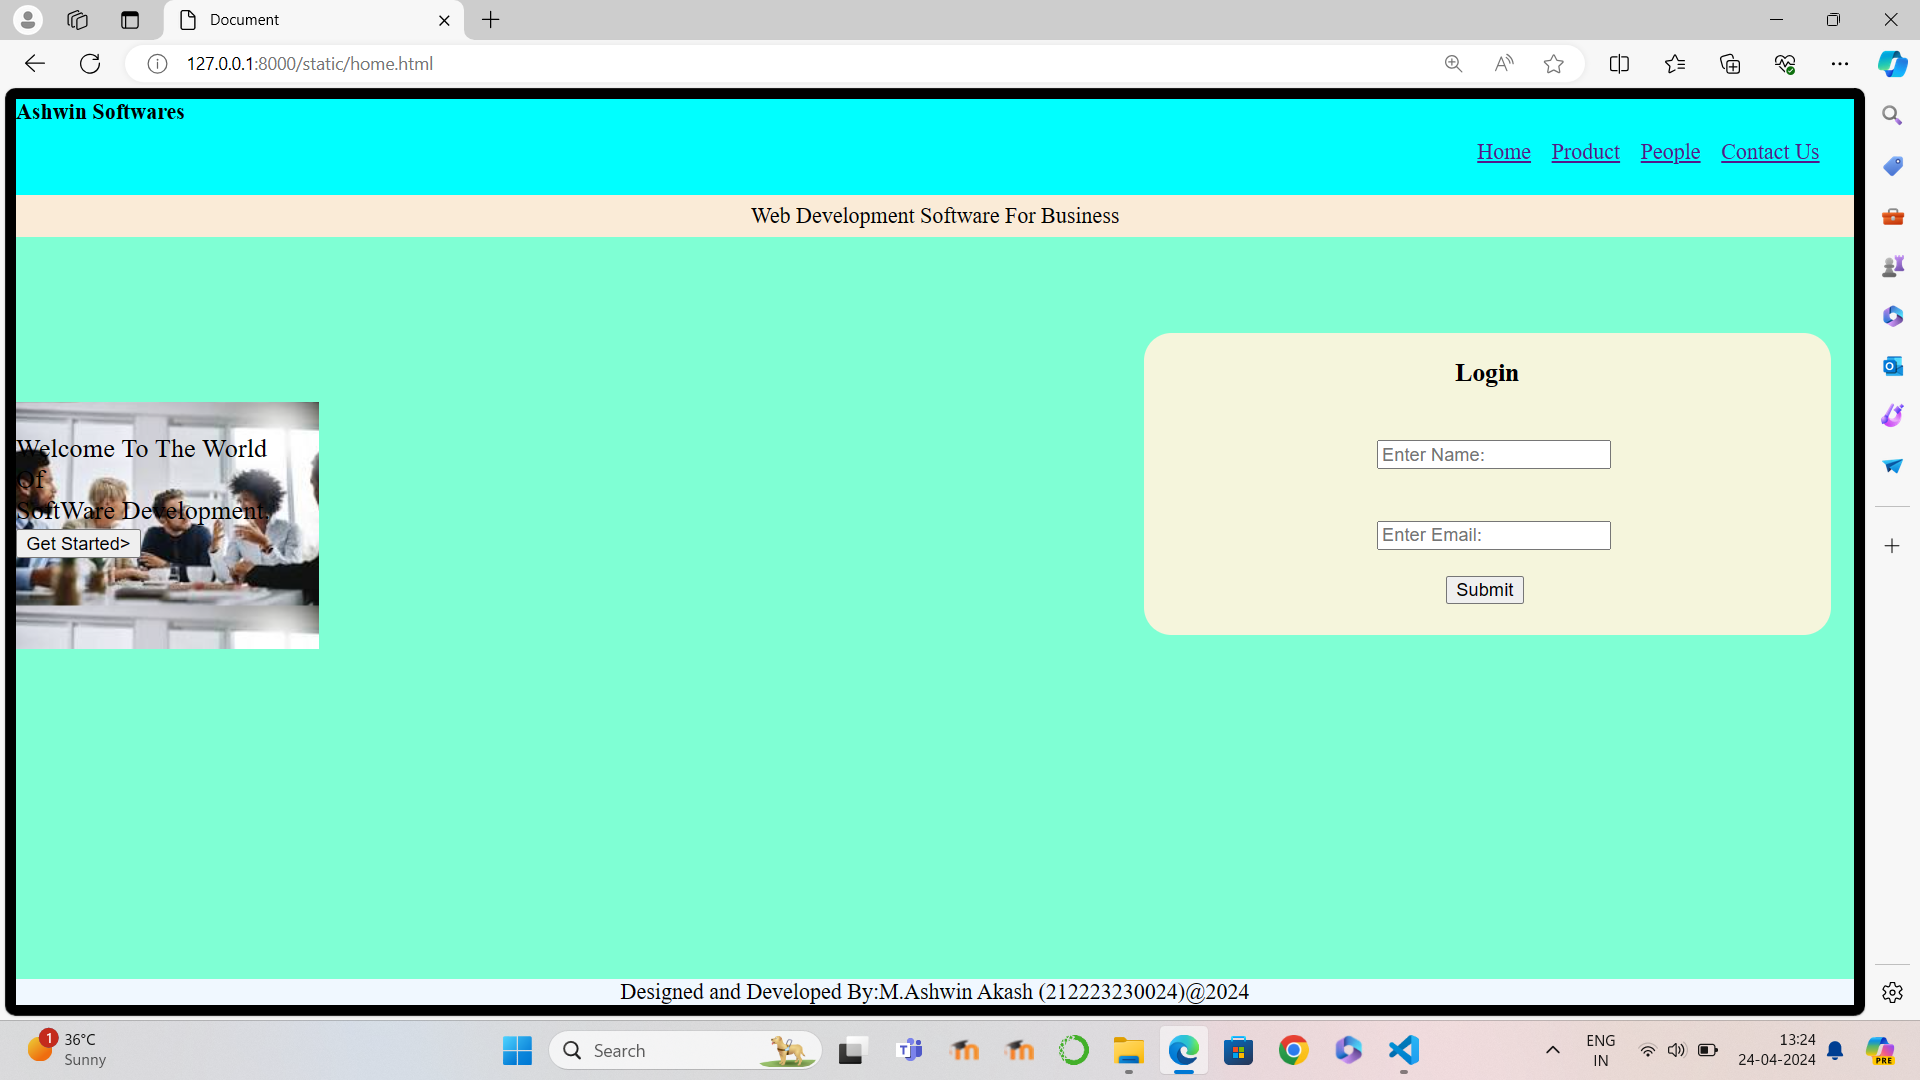 Document
127.0.0.1:8000/static/home.html
Ashwin Softwares
Home Product People Contact Us
Web Development Software For Business
Login
Enter Name:
Enter Email:
Submit
Welcome To The World
Of
SoftWare Development.
Get Started>
Designed and Developed By:M.Ashwin Akash (212223230024)@2024
1
36°C
Sunny
Search
ENG
IN
13:24
24-04-2024
PRE